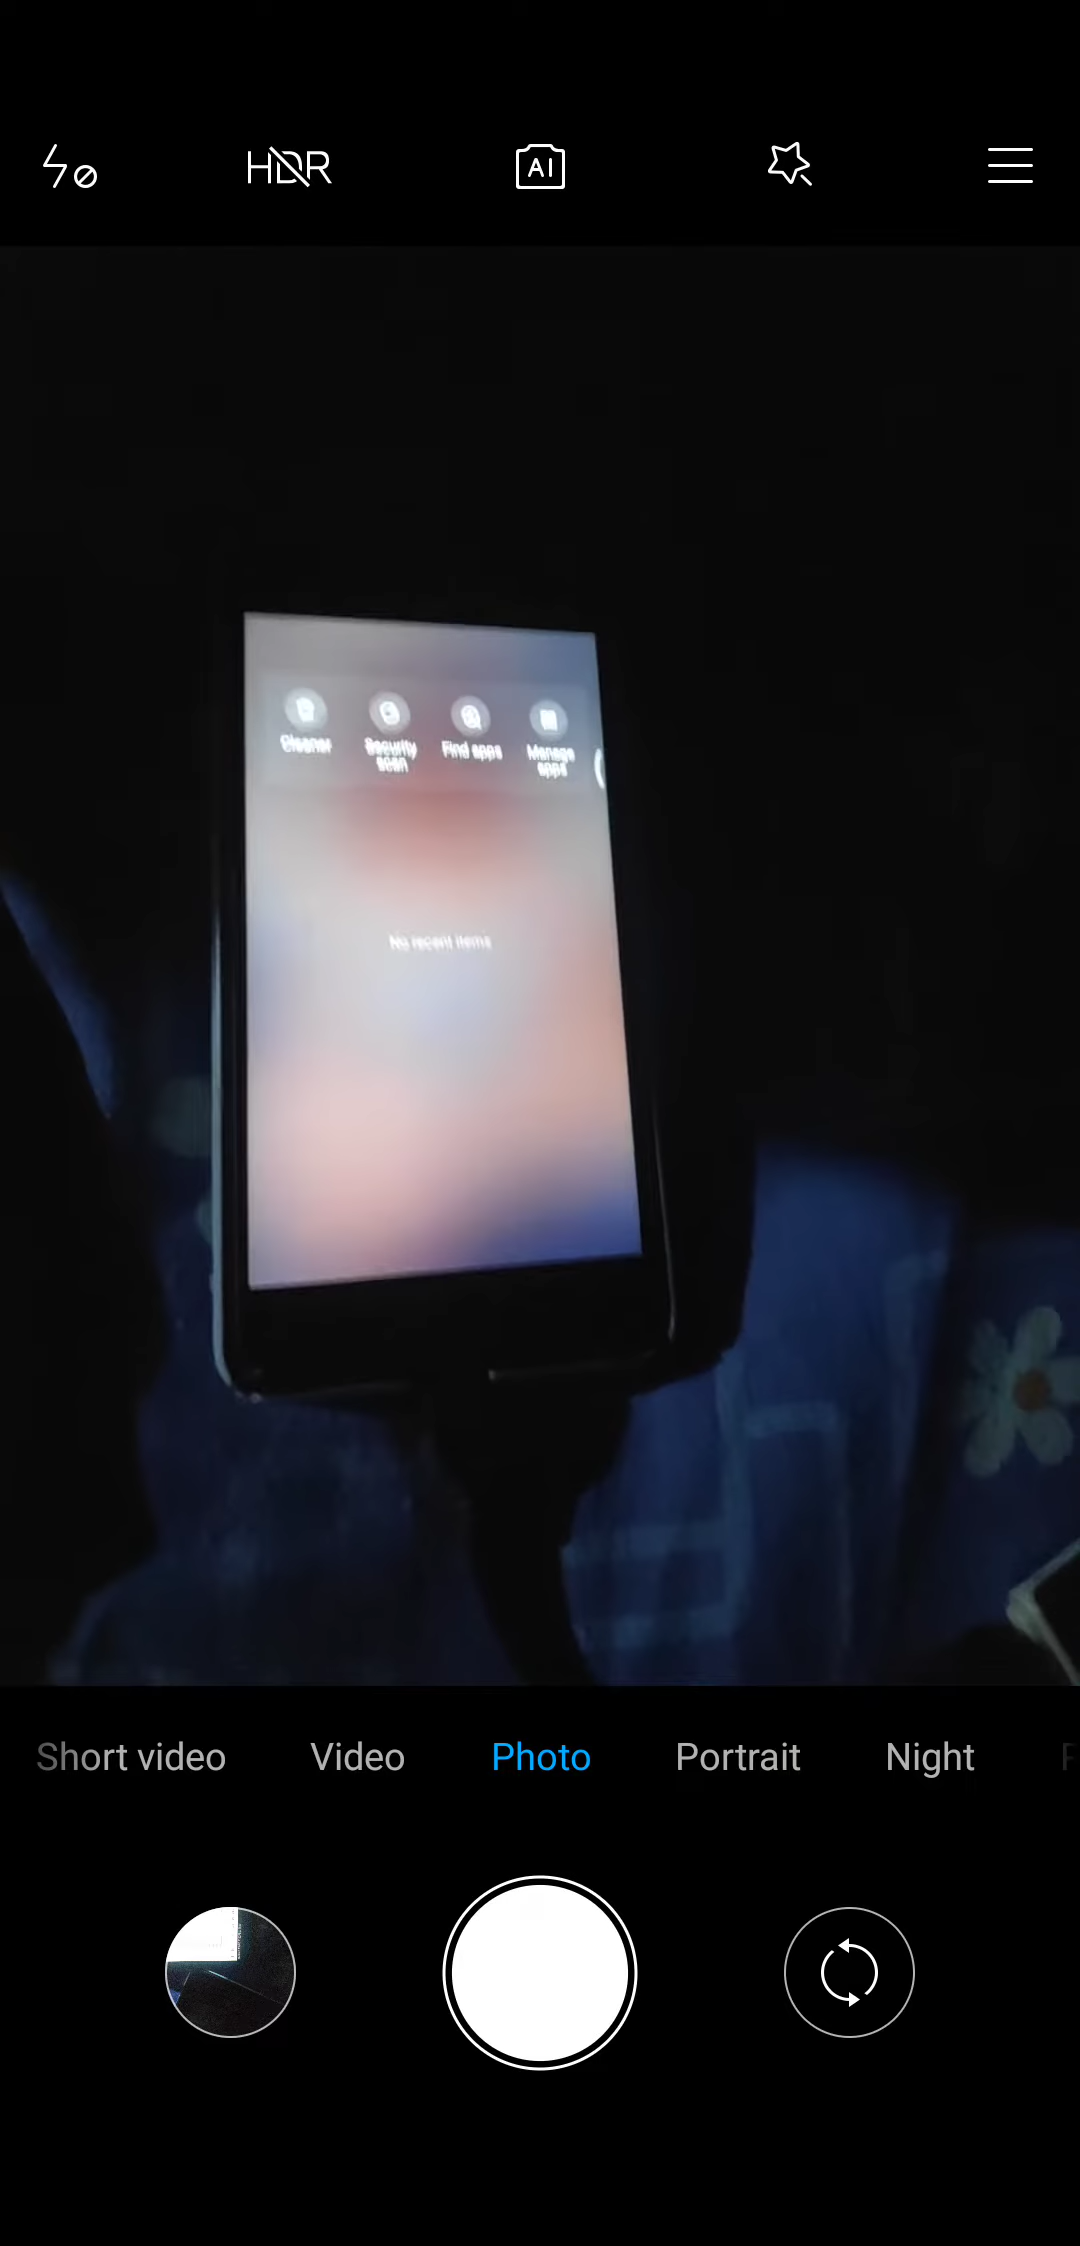 HDR
AI
Cleaner
Security
scan
Find apps
Manage
apps
No recent items
Short video
Video
Photo
Portrait
Night